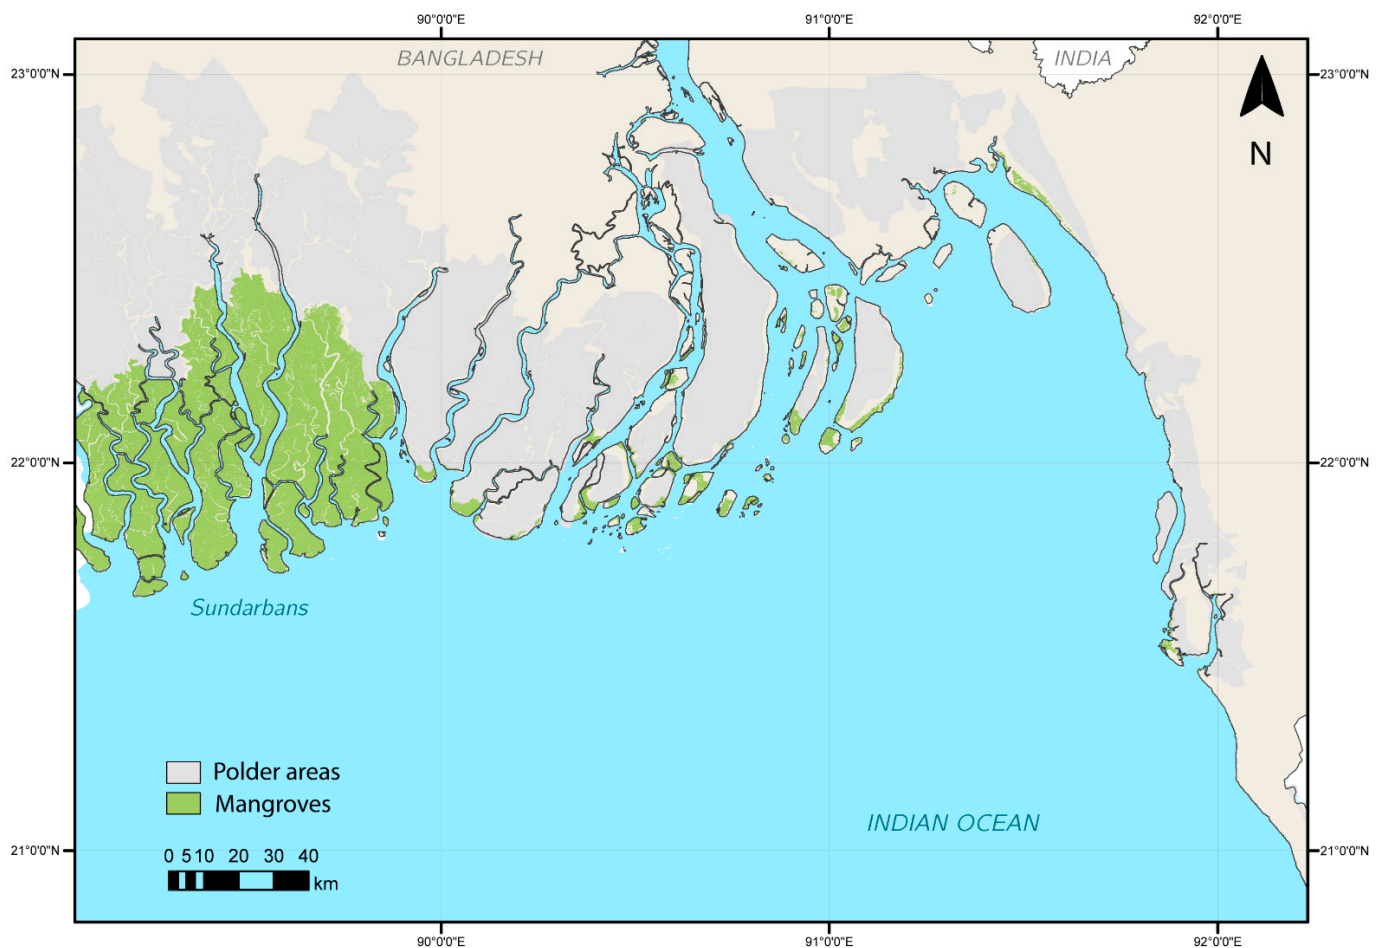 90°0'0"E 91°0'0"E 92°0'0"E
BANGLADESH INDIA
23°0'0"N 23°0'0"N
N
22°0'0"N 22°0'0"N
Sundarbans
Polder areas
Mangroves
INDIAN OCEAN
21°0'0"N 21°0'0"N
0 5 10 20 30 40
km
90°0'0"E 91°0'0"E 92°0'0"E